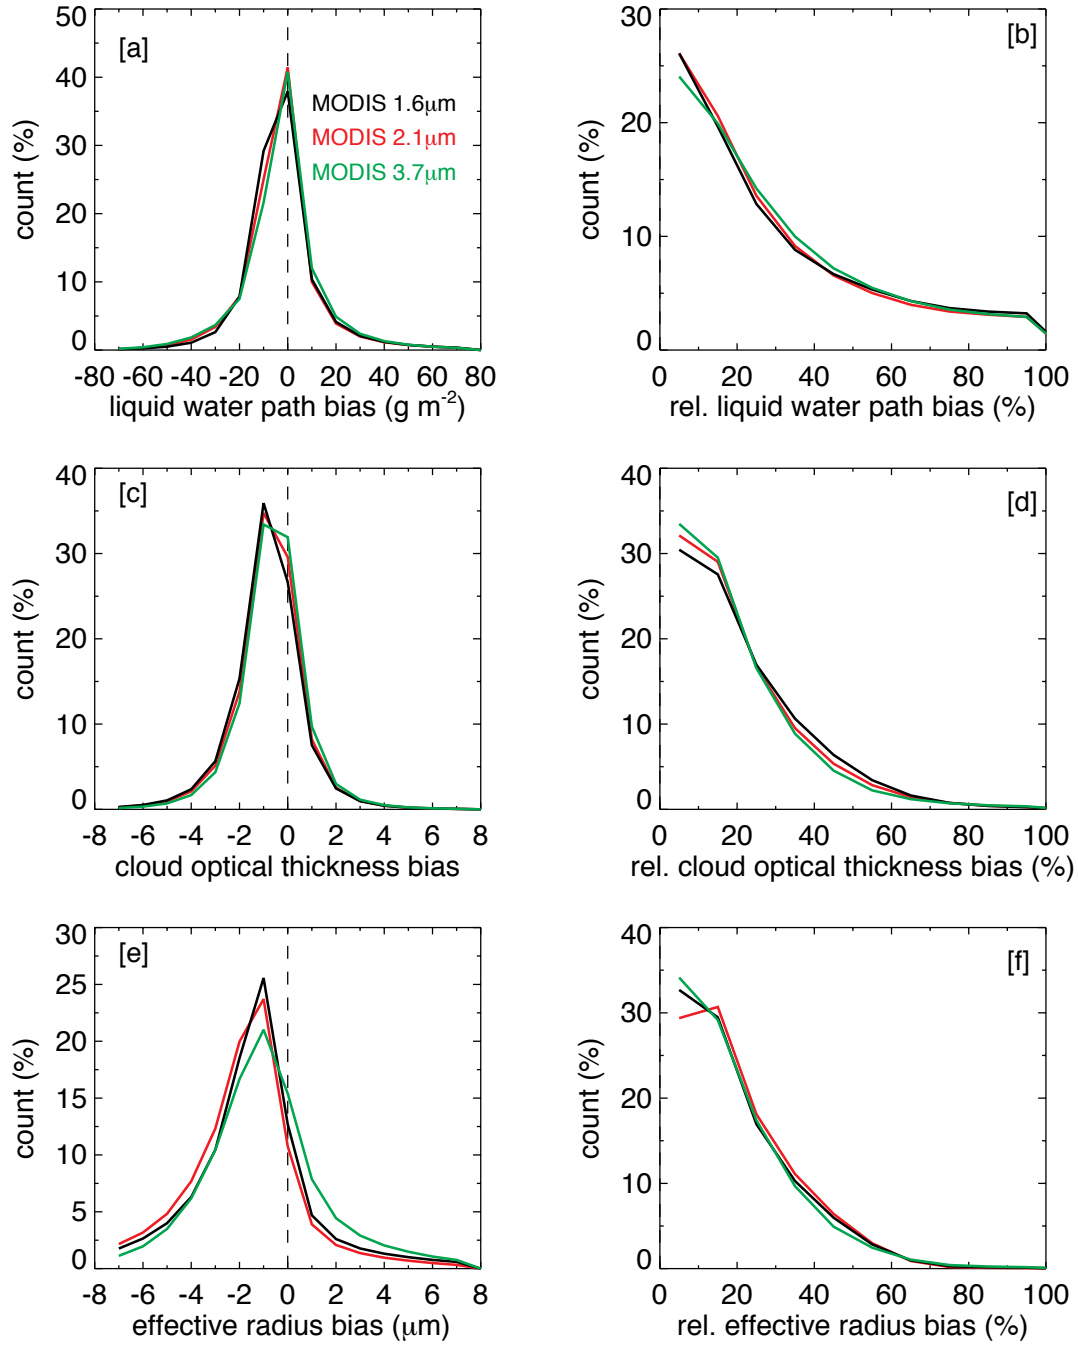 [a]
MODIS 1.6μm
MODIS 2.1μm
MODIS 3.7μm
count (%)
50
40
30
20
10
0
-80 -60 -40 -20 0 20 40 60 80
liquid water path bias (g m-2)
[b]
count (%)
30
20
10
0
0 20 40 60 80 100
rel. liquid water path bias (%)
[c]
count (%)
40
30
20
10
0
-8 -6 -4 -2 0 2 4 6 8
cloud optical thickness bias
[d]
count (%)
40
30
20
10
0
0 20 40 60 80 100
rel. cloud optical thickness bias (%)
[e]
count (%)
30
25
20
15
10
5
0
-8 -6 -4 -2 0 2 4 6 8
effective radius bias (μm)
[f]
count (%)
40
30
20
10
0
0 20 40 60 80 100
rel. effective radius bias (%)